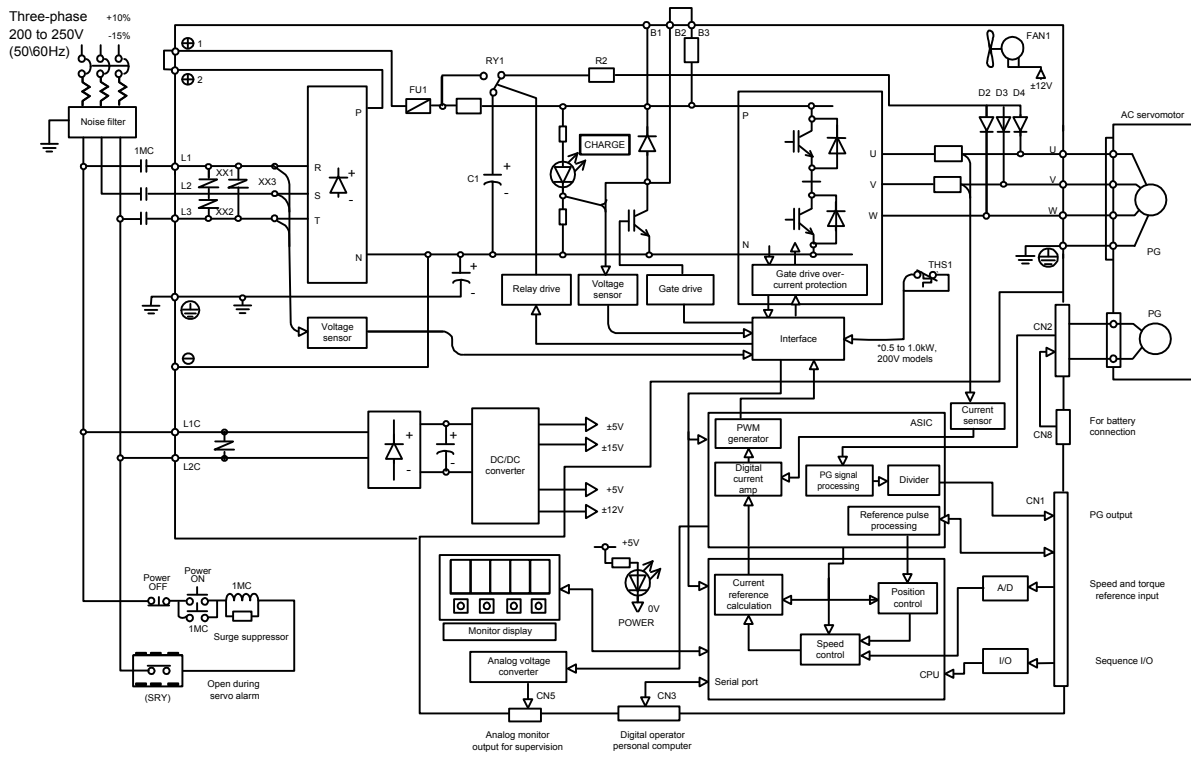 Three-phase
200 to 250V
(50\60Hz)
+10%
-15%
Noise filter
1MC
⊕ 1
⊕ 2
L1
L2
L3
XX1
XX2
XX3
P
R
S
T
N
+
-
FU1
RY1
R2
B1
B2
B3
C1
+
-
CHARGE
+
-
Relay drive
Voltage
sensor
Gate drive
Voltage
sensor
P
N
Gate drive over-
current protection
Interface
THS1
*0.5 to 1.0kW,
200V models
FAN1
±12V
D2
D3
D4
U
V
W
U
V
W
AC servomotor
PG
PG
CN2
CN8
For battery
connection
⊖
L1C
L2C
+
-
+
-
DC/DC
converter
±5V
±15V
+5V
±12V
ASIC
Current
sensor
PWM
generator
Digital
current
amp
PG signal
processing
Divider
Reference pulse
processing
CN1
PG output
Speed and torque
reference input
Sequence I/O
A/D
I/O
Current
reference
calculation
Position
control
Speed
control
CPU
Serial port
+5V
0V
POWER
Monitor display
Analog voltage
converter
CN5
CN3
Analog monitor
output for supervision
Digital operator
personal computer
Power
OFF
Power
ON
1MC
1MC
Surge suppressor
Open during
servo alarm
(SRY)